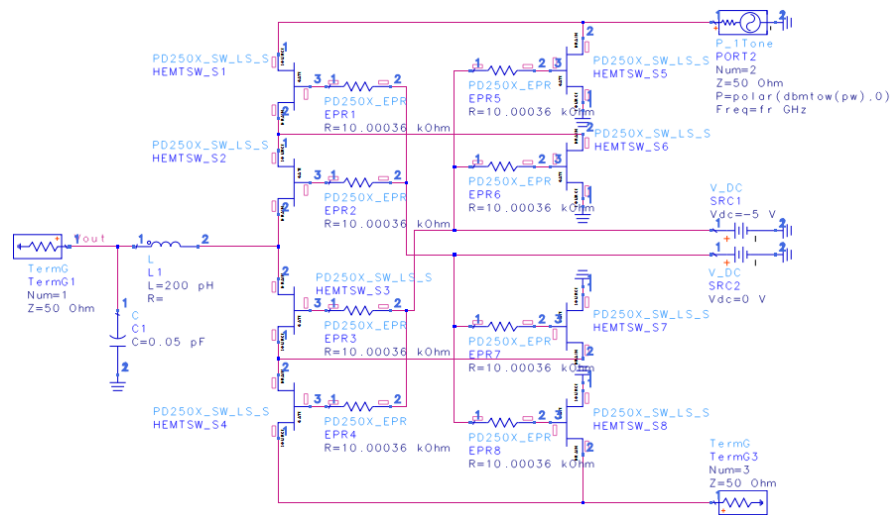 PD250X_SW_LS_S
HEMTSW_S1
PD250X_EPR
EPR1
R=10.00036 kOhm
PD250X_SW_LS_S
HEMTSW_S2
PD250X_EPR
EPR2
R=10.00036 kOhm
PD250X_SW_LS_S
HEMTSW_S3
PD250X_EPR
EPR3
R=10.00036 kOhm
PD250X_SW_LS_S
HEMTSW_S4
PD250X_EPR
EPR4
R=10.00036 kOhm
PD250X_SW_LS_S
HEMTSW_S5
PD250X_EPR
EPR5
R=10.00036 kOhm
PD250X_SW_LS_S
HEMTSW_S6
PD250X_EPR
EPR6
R=10.00036 kOhm
PD250X_SW_LS_S
HEMTSW_S7
PD250X_EPR
EPR7
R=10.00036 kOhm
PD250X_SW_LS_S
HEMTSW_S8
PD250X_EPR
EPR8
R=10.00036 kOhm
P_1Tone
PORT2
Num=2
Z=50 Ohm
P=polar(dbmtow(pw),0)
Freq=fr GHz
V_DC
SRC1
Vdc=-5 V
V_DC
SRC2
Vdc=0 V
Vout
TermG
TermG1
Num=1
Z=50 Ohm
L
L1
L=200 pH
R=
C
C1
C=0.05 pF
TermG
TermG3
Num=3
Z=50 Ohm